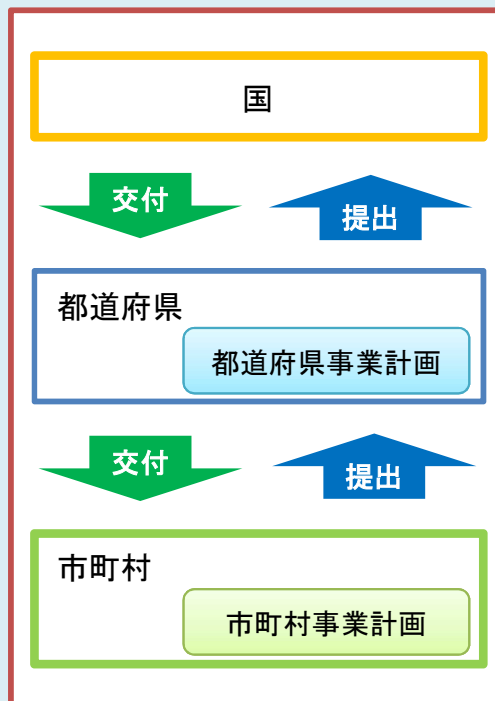 国
交付
提出
都道府県
都道府県事業計画
交付
提出
市町村
市町村事業計画